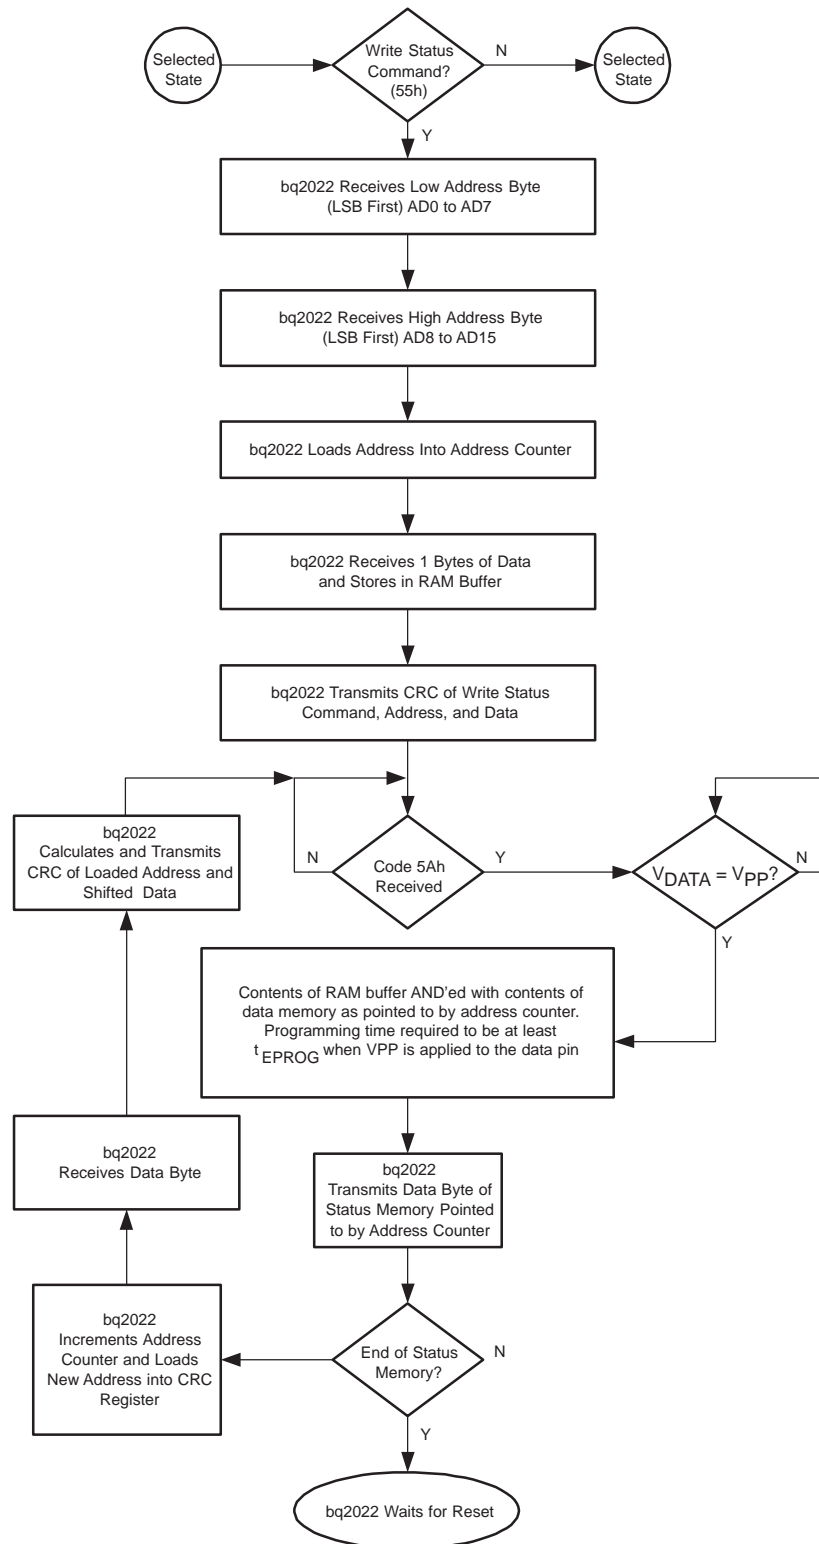 Selected
State
Write Status
Command?
(55h)
N
Selected
State
Y
bq2022 Receives Low Address Byte
(LSB First) AD0 to AD7
bq2022 Receives High Address Byte
(LSB First) AD8 to AD15
bq2022 Loads Address Into Address Counter
bq2022 Receives 1 Bytes of Data
and Stores in RAM Buffer
bq2022 Transmits CRC of Write Status
Command, Address, and Data
bq2022
Calculates and Transmits
CRC of Loaded Address and
Shifted Data
N
Code 5Ah
Received
Y
VDATA = VPP?
N
Y
Contents of RAM buffer AND'ed with contents of
data memory as pointed to by address counter.
Programming time required to be at least
tEPROG when VPP is applied to the data pin
bq2022
Receives Data Byte
bq2022
Transmits Data Byte of
Status Memory Pointed
to by Address Counter
bq2022
Increments Address
Counter and Loads
New Address into CRC
Register
End of Status
Memory?
N
Y
bq2022 Waits for Reset